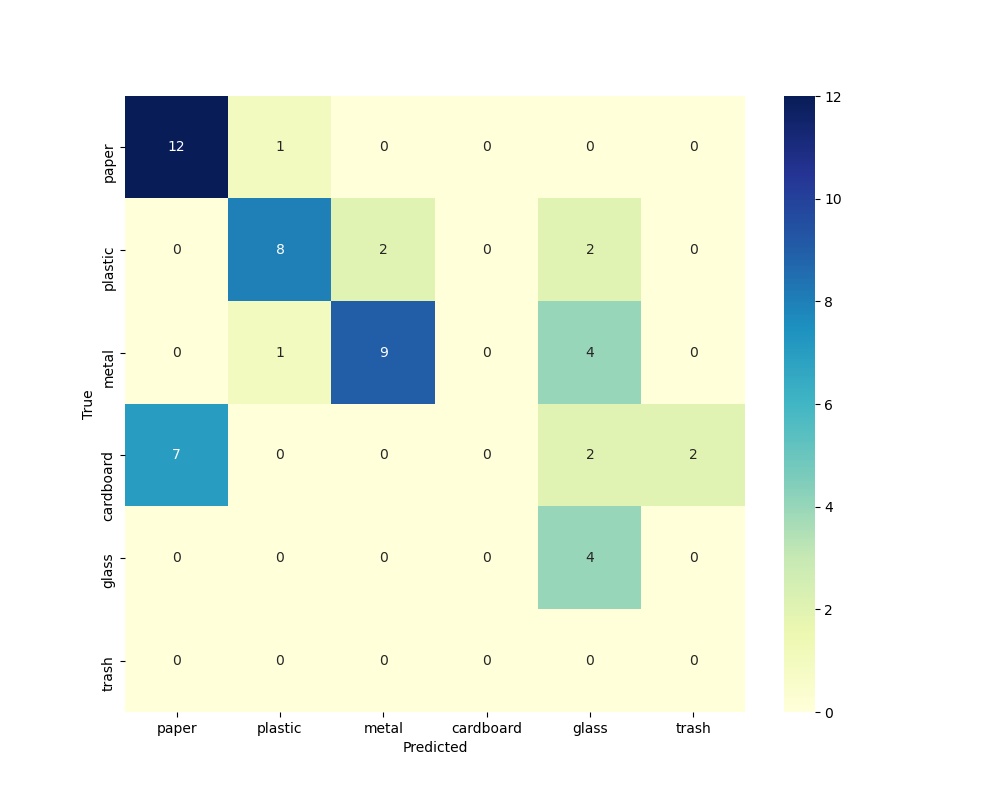 12 1 0 0 0 0
0 8 2 0 2 0
0 1 9 0 4 0
7 0 0 0 2 2
0 0 0 0 4 0
0 0 0 0 0 0
paper
plastic
metal
cardboard
glass
trash
True
paper plastic metal cardboard glass trash
Predicted
12
10
8
6
4
2
0